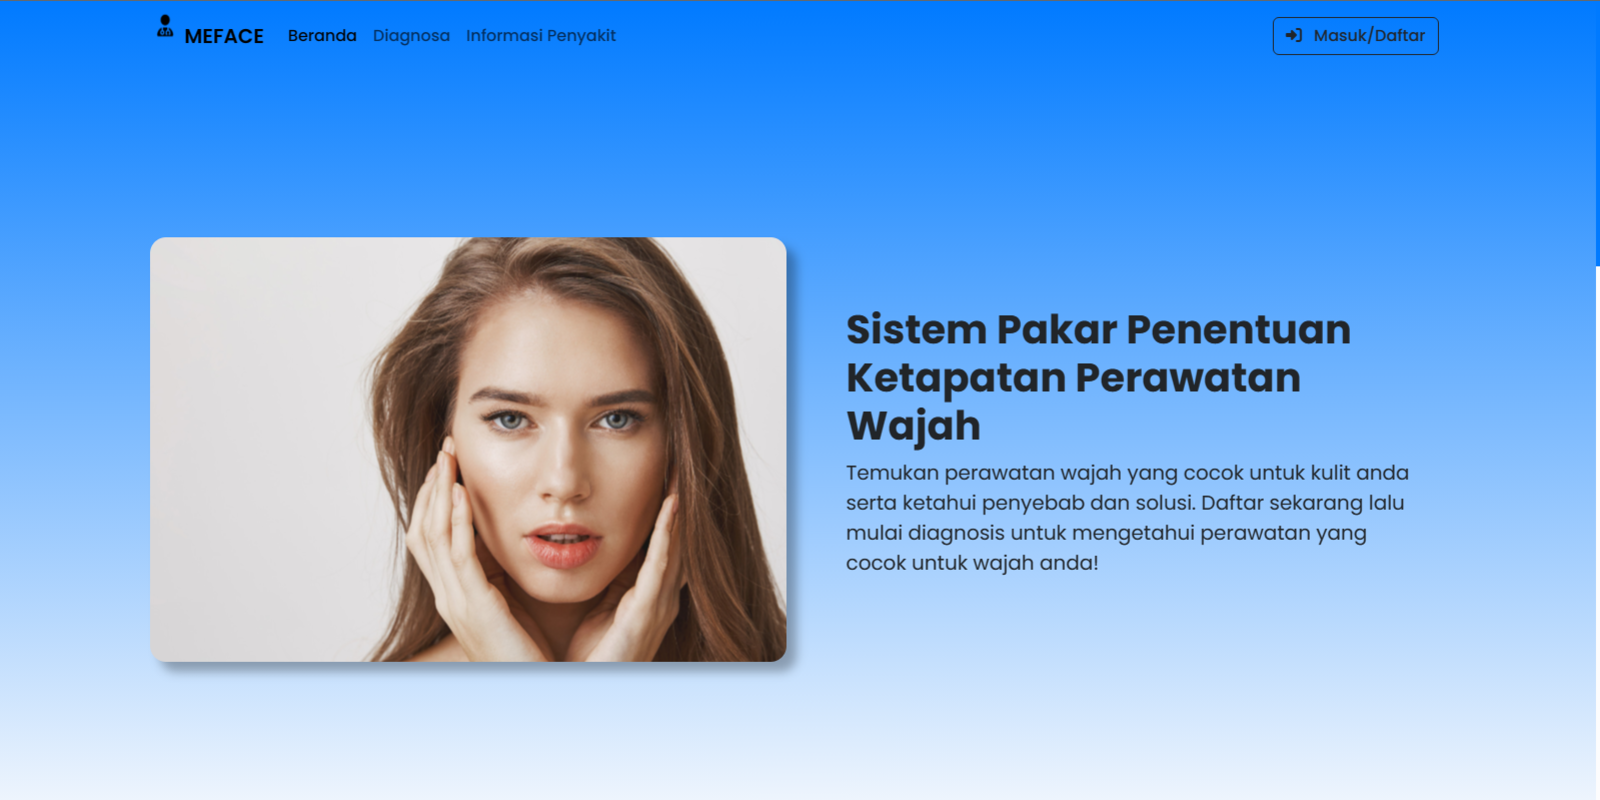 MEFACE Beranda Diagnosa Informasi Penyakit Masuk/Daftar
Sistem Pakar Penentuan
Ketapatan Perawatan
Wajah
Temukan perawatan wajah yang cocok untuk kulit anda
serta ketahui penyebab dan solusi. Daftar sekarang lalu
mulai diagnosis untuk mengetahui perawatan yang
cocok untuk wajah anda!